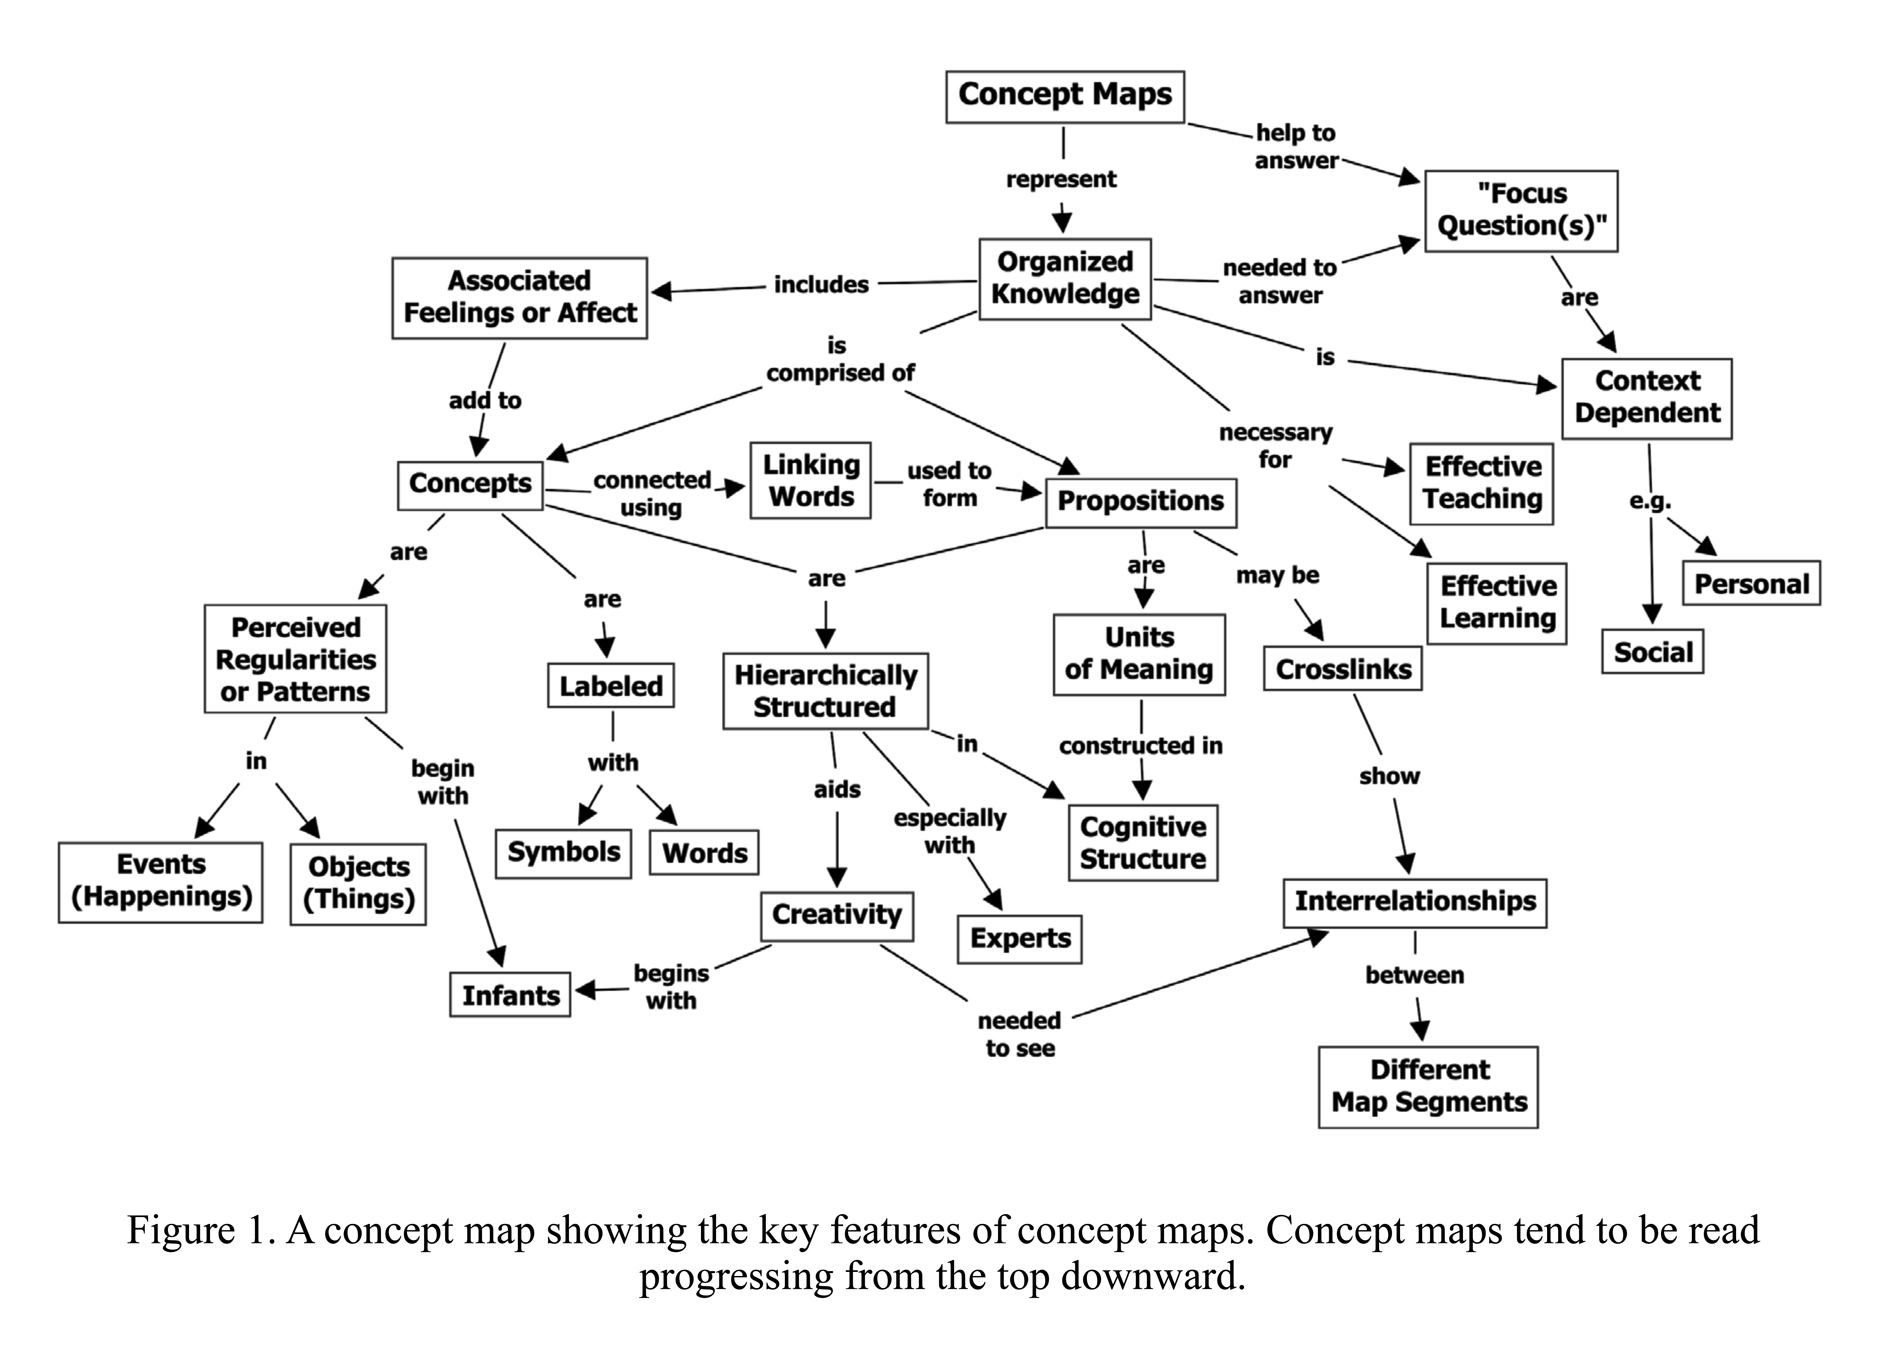 Concept Maps
help to
answer
represent
"Focus
Question(s)"
Organized
Knowledge
needed to
answer
includes
Associated
Feelings or Affect
are
is
comprised of
is
Context
Dependent
add to
necessary
for
Effective
Teaching
Concepts
connected
using
Linking
Words
used to
form
Propositions
e.g.
are
are
are
are
may be
Effective
Learning
Personal
Social
Perceived
Regularities
or Patterns
Labeled
Hierarchically
Structured
Units
of Meaning
Crosslinks
in
begin
with
with
aids
especially
with
in
constructed in
show
Events
(Happenings)
Objects
(Things)
Symbols
Words
Cognitive
Structure
Creativity
Experts
Interrelationships
Infants
begins
with
needed
to see
between
Different
Map Segments
Figure 1. A concept map showing the key features of concept maps. Concept maps tend to be read
progressing from the top downward.